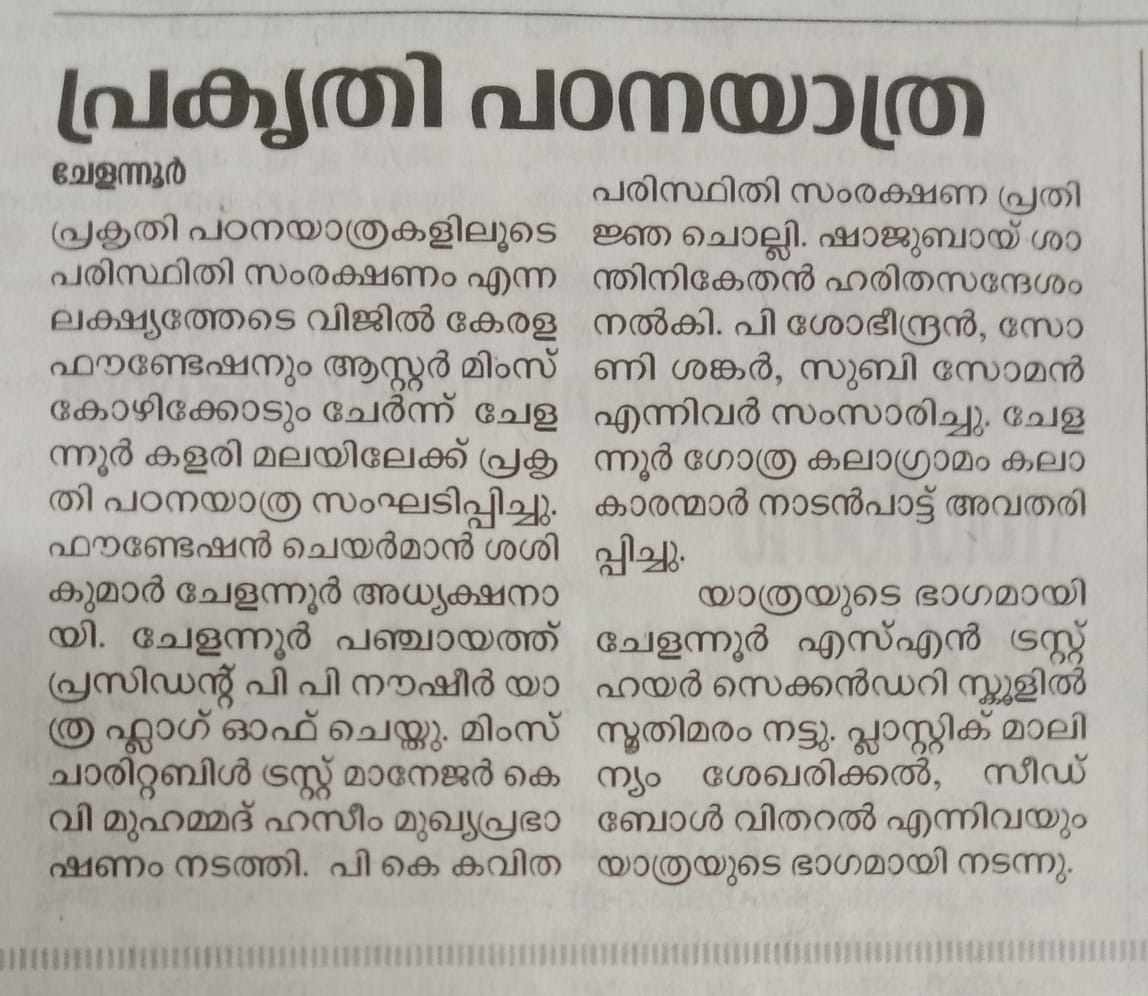 പ്രകൃതി പഠനയാത്ര
ചേളന്നൂർ
പ്രകൃതി പഠനയാത്രകളിലൂടെ
പരിസ്ഥിതി സംരക്ഷണം എന്ന
ലക്ഷ്യത്തേടെ വിജിൽ കേരള
ഫൗണ്ടേഷനും ആസ്റ്റർ മിംസ്
കോഴിക്കോടും ചേർന്ന് ചേള
ന്നൂർ കളരി മലയിലേക്ക് പ്രകൃ
തി പഠനയാത്ര സംഘടിപ്പിച്ചു.
ഫൗണ്ടേഷൻ ചെയർമാൻ ശശി
കുമാർ ചേളന്നൂർ അധ്യക്ഷനാ
യി. ചേളന്നൂർ പഞ്ചായത്ത്
പ്രസിഡന്റ് പി പി നൗഷീർ യാ
ത്ര ഫ്ലാഗ് ഓഫ് ചെയ്തു. മിംസ്
ചാരിറ്റബിൾ ട്രസ്റ്റ് മാനേജർ കെ
വി മുഹമ്മദ് ഹസീം മുഖ്യപ്രഭാ
ഷണം നടത്തി. പി കെ കവിത
പരിസ്ഥിതി സംരക്ഷണ പ്രതി
ജ്ഞ ചൊല്ലി. ഷാജുബായ് ശാ
ന്തിനികേതൻ ഹരിതസന്ദേശം
നൽകി. പി ശോഭീന്ദ്രൻ, സോ
ണി ശങ്കർ, സുബി സോമൻ
എന്നിവർ സംസാരിച്ചു. ചേള
ന്നൂർ ഗോത്ര കലാഗ്രാമം കലാ
കാരന്മാർ നാടൻപാട്ട് അവതരി
പ്പിച്ചു.
യാത്രയുടെ ഭാഗമായി
ചേളന്നൂർ എസ്എൻ ട്രസ്റ്റ്
ഹയർ സെക്കൻഡറി സ്കൂളിൽ
സ്മൃതിമരം നട്ടു. പ്ലാസ്റ്റിക് മാലി
ന്യം ശേഖരിക്കൽ, സീഡ്
ബോൾ വിതറൽ എന്നിവയും
യാത്രയുടെ ഭാഗമായി നടന്നു.